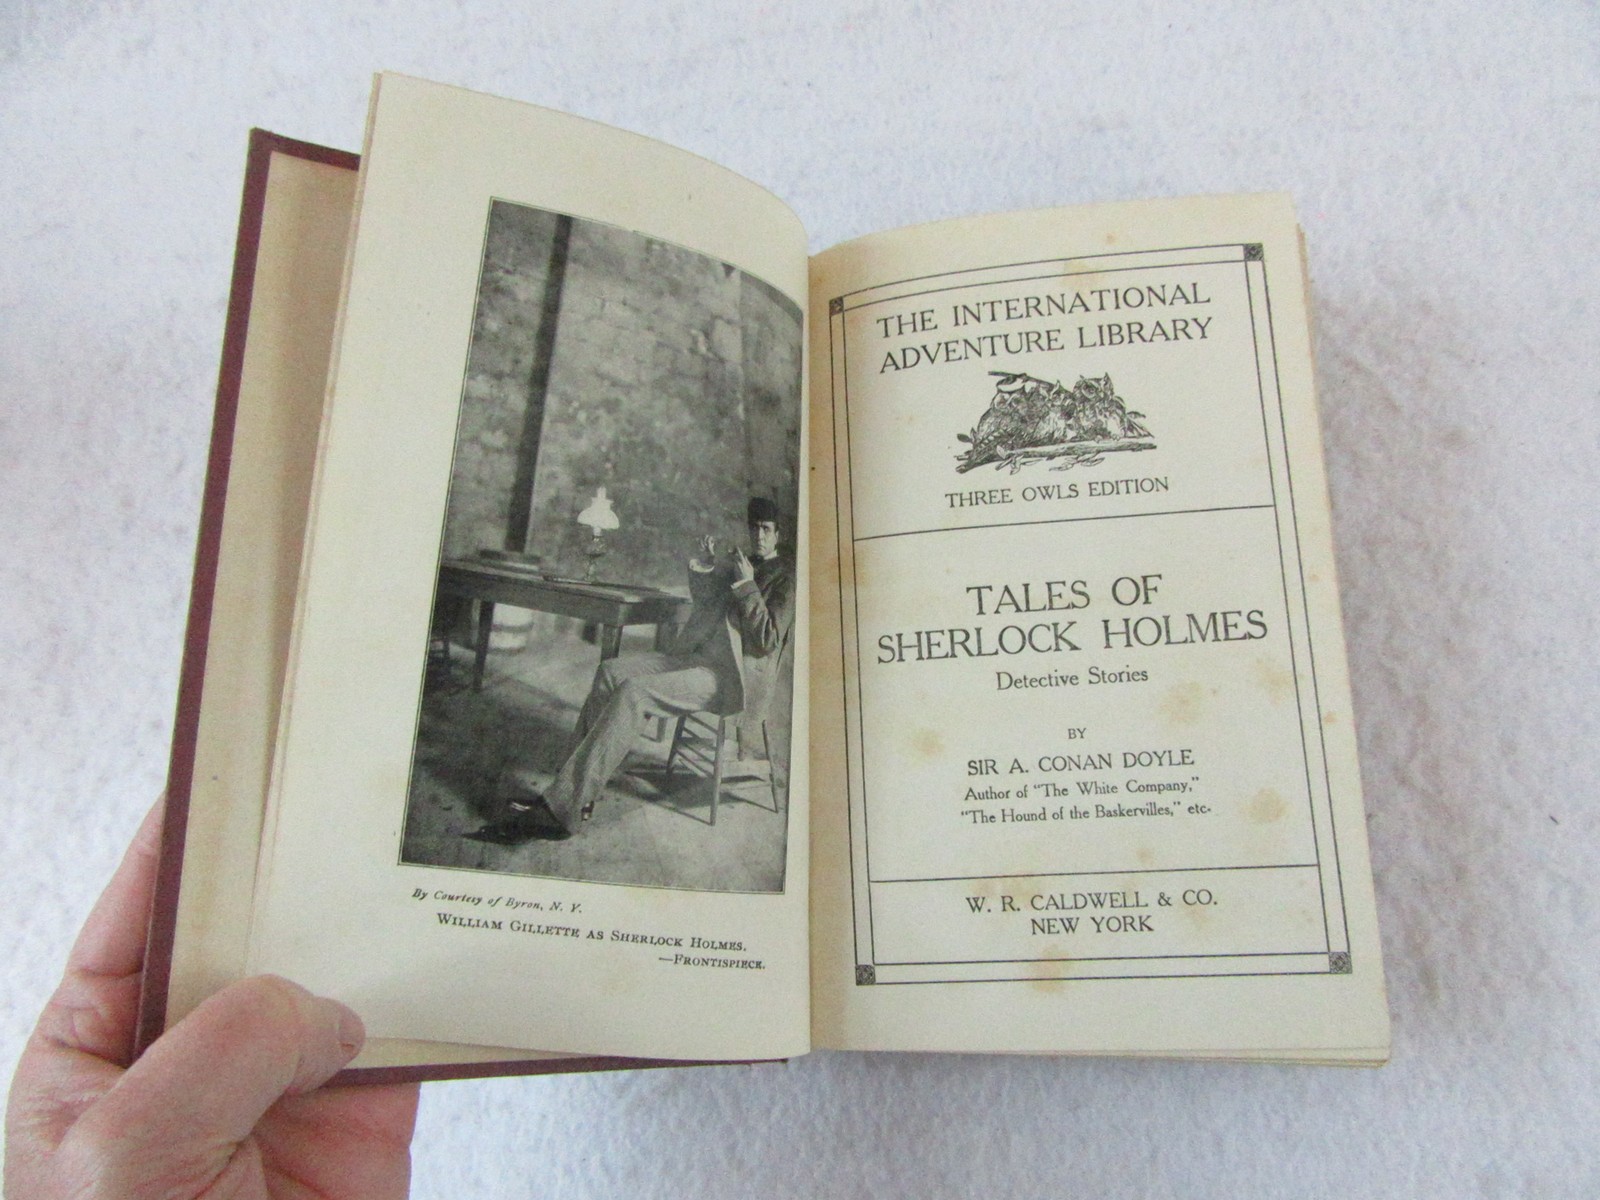 By Courtesy of Byron, N. Y.
WILLIAM GILLETTE AS SHERLOCK HOLMES.
—FRONTISPIECE.
THE INTERNATIONAL
ADVENTURE LIBRARY
THREE OWLS EDITION
TALES OF
SHERLOCK HOLMES
Detective Stories
BY
SIR A. CONAN DOYLE
Author of "The White Company,"
"The Hound of the Baskervilles," etc.
W. R. CALDWELL & CO.
NEW YORK